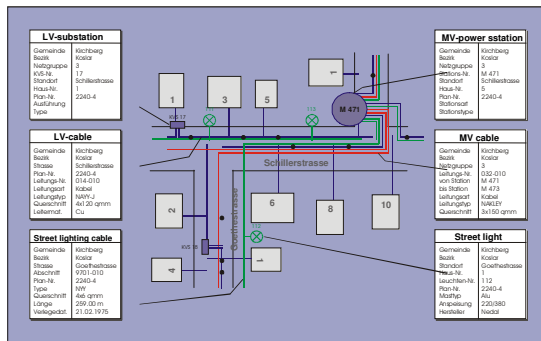 LV-substation
Gemeinde Kirchberg
Bezirk Koslar
Netzgruppe 3
KVS-Nr. 17
Standort Schillerstrasse
Haus-Nr. 1
Plan-Nr. 2240-4
Ausführung
Type
LV-cable
Gemeinde Kirchberg
Bezirk Koslar
Strasse Schillerstrasse
Plan-Nr. 2240-4
Leitungs-Nr. 014-010
Leitungsart Kabel
Leitungstyp NAYY-J
Querschnitt 4x120 qmm
Leitermat. Cu
Street lighting cable
Gemeinde Kirchberg
Bezirk Koslar
Strasse Goethestrasse
Abschnitt 9701-010
Plan-Nr. 2240-4
Type NYY
Querschnitt 4x6 qmm
Länge 259.00 m
Verlegedat. 21.02.1975
1
3
5
1
M 471
KVS 17
113
Schillerstrasse
Goethestrasse
2
6
8
10
112
KVS 16
4
1
MV-power sstation
Gemeinde Kirchberg
Bezirk Koslar
Netzgruppe 3
Stations-Nr. M 471
Standort Schillerstrasse
Haus-Nr. 5
Plan-Nr. 2240-4
Stationsart
Stationstype
MV cable
Gemeinde Kirchberg
Bezirk Koslar
Netzgruppe 3
Leitungs-Nr. 032-010
von Station M 471
bis Station M 473
Leitungsart Kabel
Leitungstyp NAKLEY
Querschnitt 3x150 qmm
Street light
Gemeinde Kirchberg
Bezirk Koslar
Standort Goethestrasse
Haus-Nr. 1
Leuchten-Nr. 112
Plan-Nr. 2240-4
Masttyp Alu
Anspeisung 220/380
Hersteller Nedal